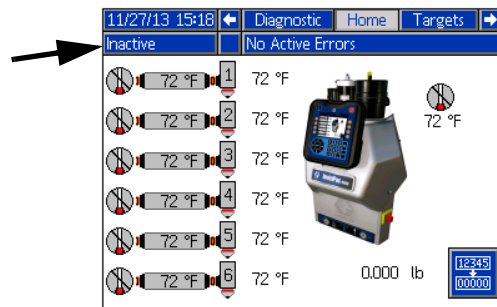 11/27/13 15:18 Diagnostic Home Targets
Inactive No Active Errors
72 °F 1 72 °F
72 °F
72 °F 2 72 °F
72 °F 3 72 °F
72 °F 4 72 °F
72 °F 5 72 °F
72 °F 6 72 °F
0.000 lb
12345
00000